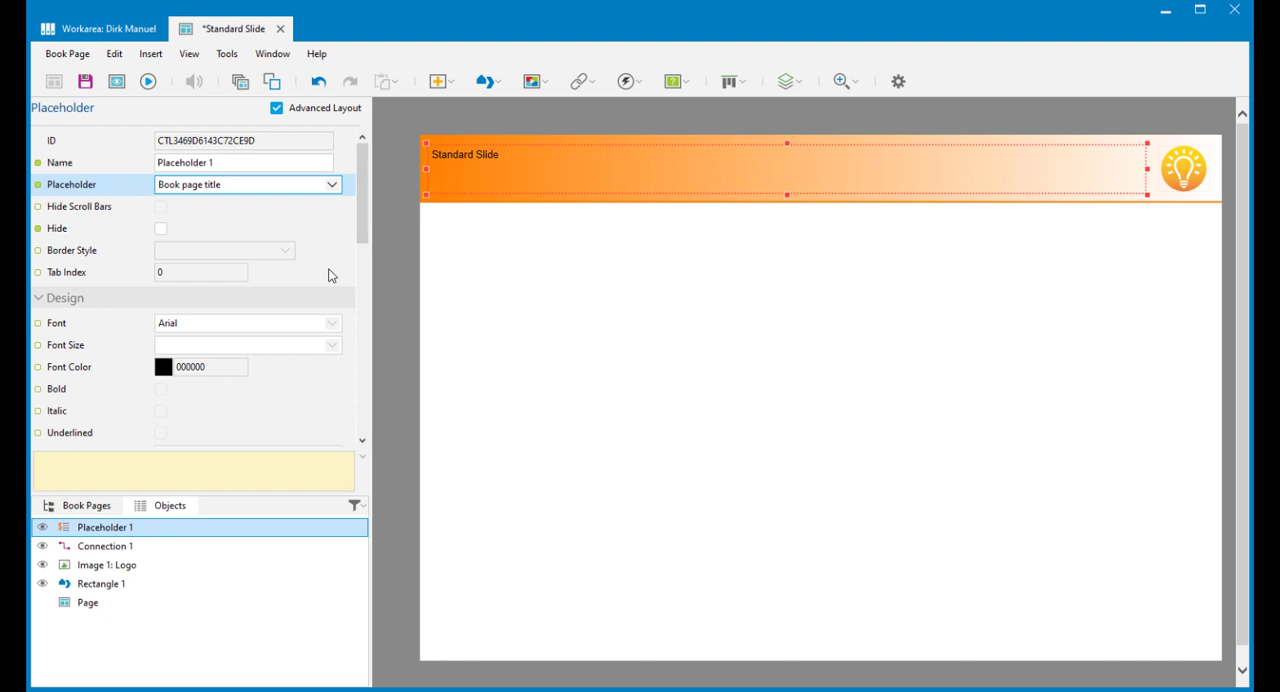 Workarea: Dirk Manuel
*Standard Slide
Book Page Edit Insert View Tools Window Help
Placeholder
Advanced Layout
ID CTL3469D6143C72CE9D
Name Placeholder 1
Placeholder Book page title
Hide Scroll Bars
Hide
Border Style
Tab Index 0
Design
Font Arial
Font Size
Font Color 000000
Bold
Italic
Underlined
Book Pages Objects
Placeholder 1
Connection 1
Image 1: Logo
Rectangle 1
Page
Standard Slide